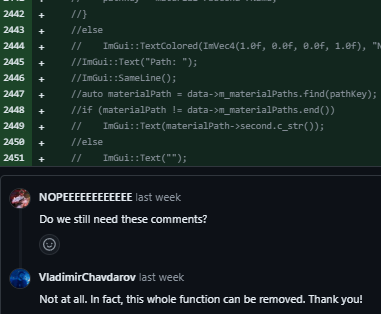 2442 + //}
2443 + //else
2444 + // ImGui::TextColored(ImVec4(1.0f, 0.0f, 0.0f, 1.0f), "N
2445 + //ImGui::Text("Path: ");
2446 + //ImGui::SameLine();
2447 + //auto materialPath = data->m_materialPaths.find(pathKey);
2448 + //if (materialPath != data->m_materialPaths.end())
2449 + // ImGui::Text(materialPath->second.c_str());
2450 + //else
2451 + // ImGui::Text("");
NOPEEEEEEEEEEE last week
Do we still need these comments?
VladimirChavdarov last week
Not at all. In fact, this whole function can be removed. Thank you!